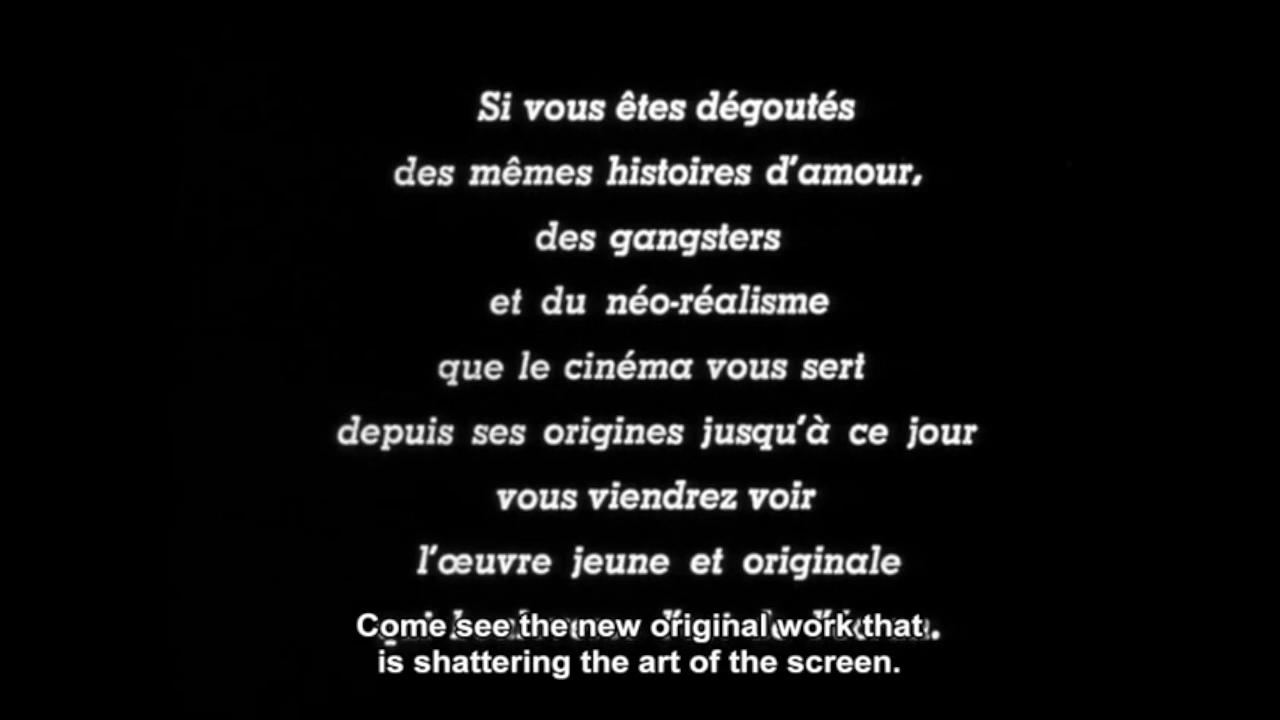 Si vous êtes dégoutés
des mêmes histoires d'amour,
des gangsters
et du néo-réalisme
que le cinéma vous sert
depuis ses origines jusqu'à ce jour
vous viendrez voir
l'œuvre jeune et originale
Come see the new original work that
is shattering the art of the screen.